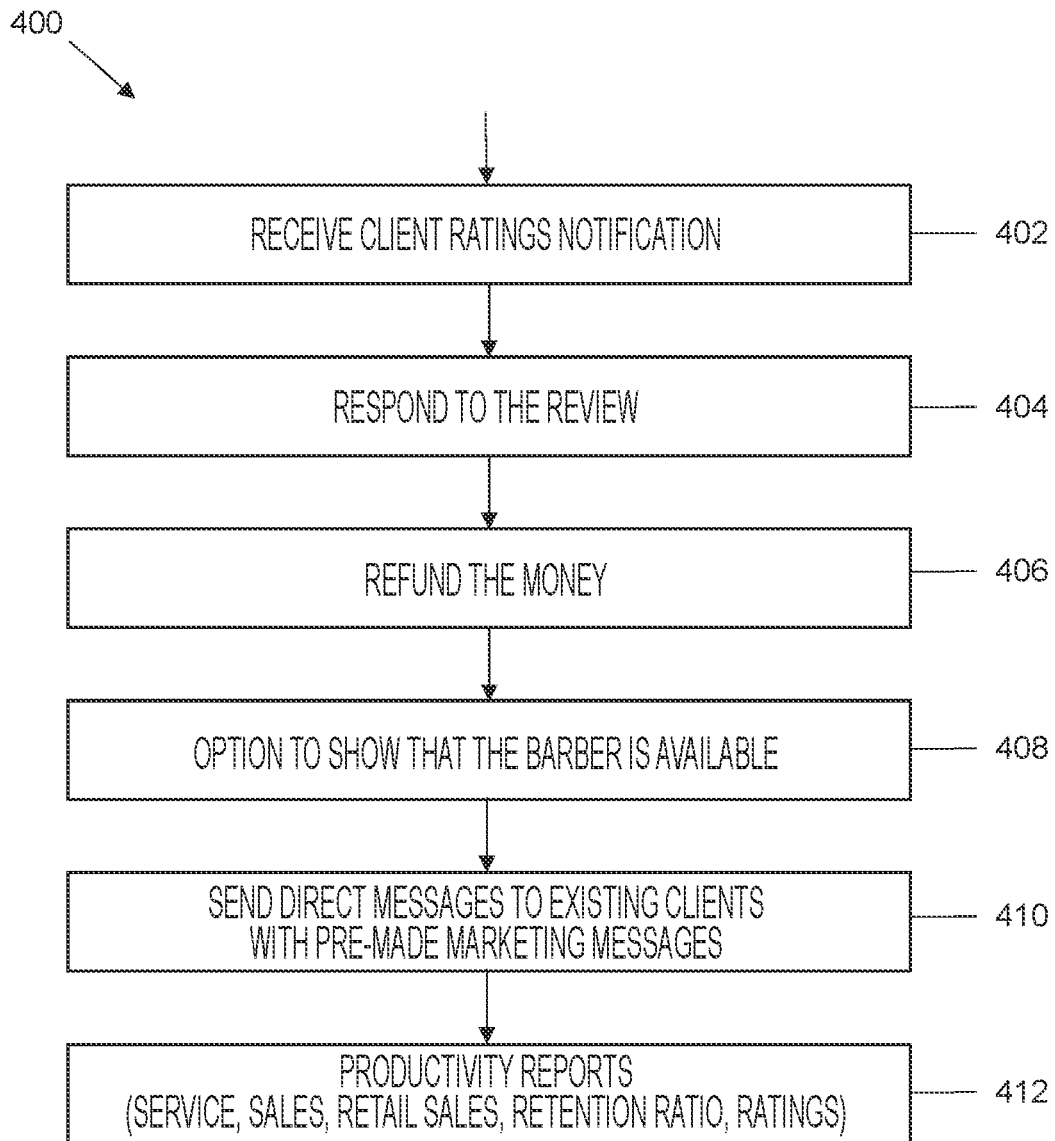 400
RECEIVE CLIENT RATINGS NOTIFICATION
402
RESPOND TO THE REVIEW
404
REFUND THE MONEY
406
OPTION TO SHOW THAT THE BARBER IS AVAILABLE
408
SEND DIRECT MESSAGES TO EXISTING CLIENTS
WITH PRE-MADE MARKETING MESSAGES
410
PRODUCTIVITY REPORTS
(SERVICE, SALES, RETAIL SALES, RETENTION RATIO, RATINGS)
412